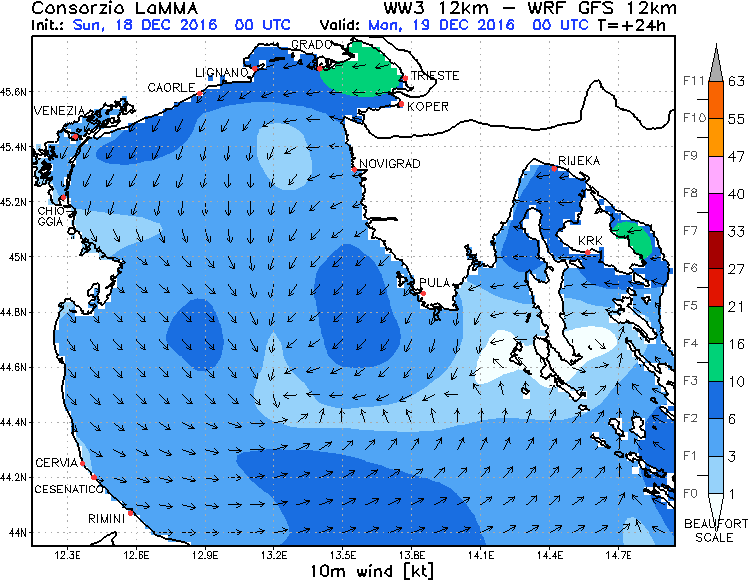 Consorzio LaMMA WW3 12km – WRF GFS 12km
Init.: Sun, 18 DEC 2016 00 UTC Valid: Mon, 19 DEC 2016 00 UTC T=+24h
GRADO
LIGNANO
TRIESTE
CAORLE
KOPER
VENEZIA
NOVIGRAD
RIJEKA
CHIO-
GGIA
KRK
PULA
CERVIA
CESENATICO
RIMINI
45.6N
45.4N
45.2N
45N
44.8N
44.6N
44.4N
44.2N
44N
12.3E 12.6E 12.9E 13.2E 13.5E 13.8E 14.1E 14.4E 14.7E
10m wind [kt]
F11 63
F10 55
F9 47
F8 40
F7 33
F6 27
F5 21
F4 16
F3 10
F2 6
F1 3
F0 1
BEAUFORT
SCALE